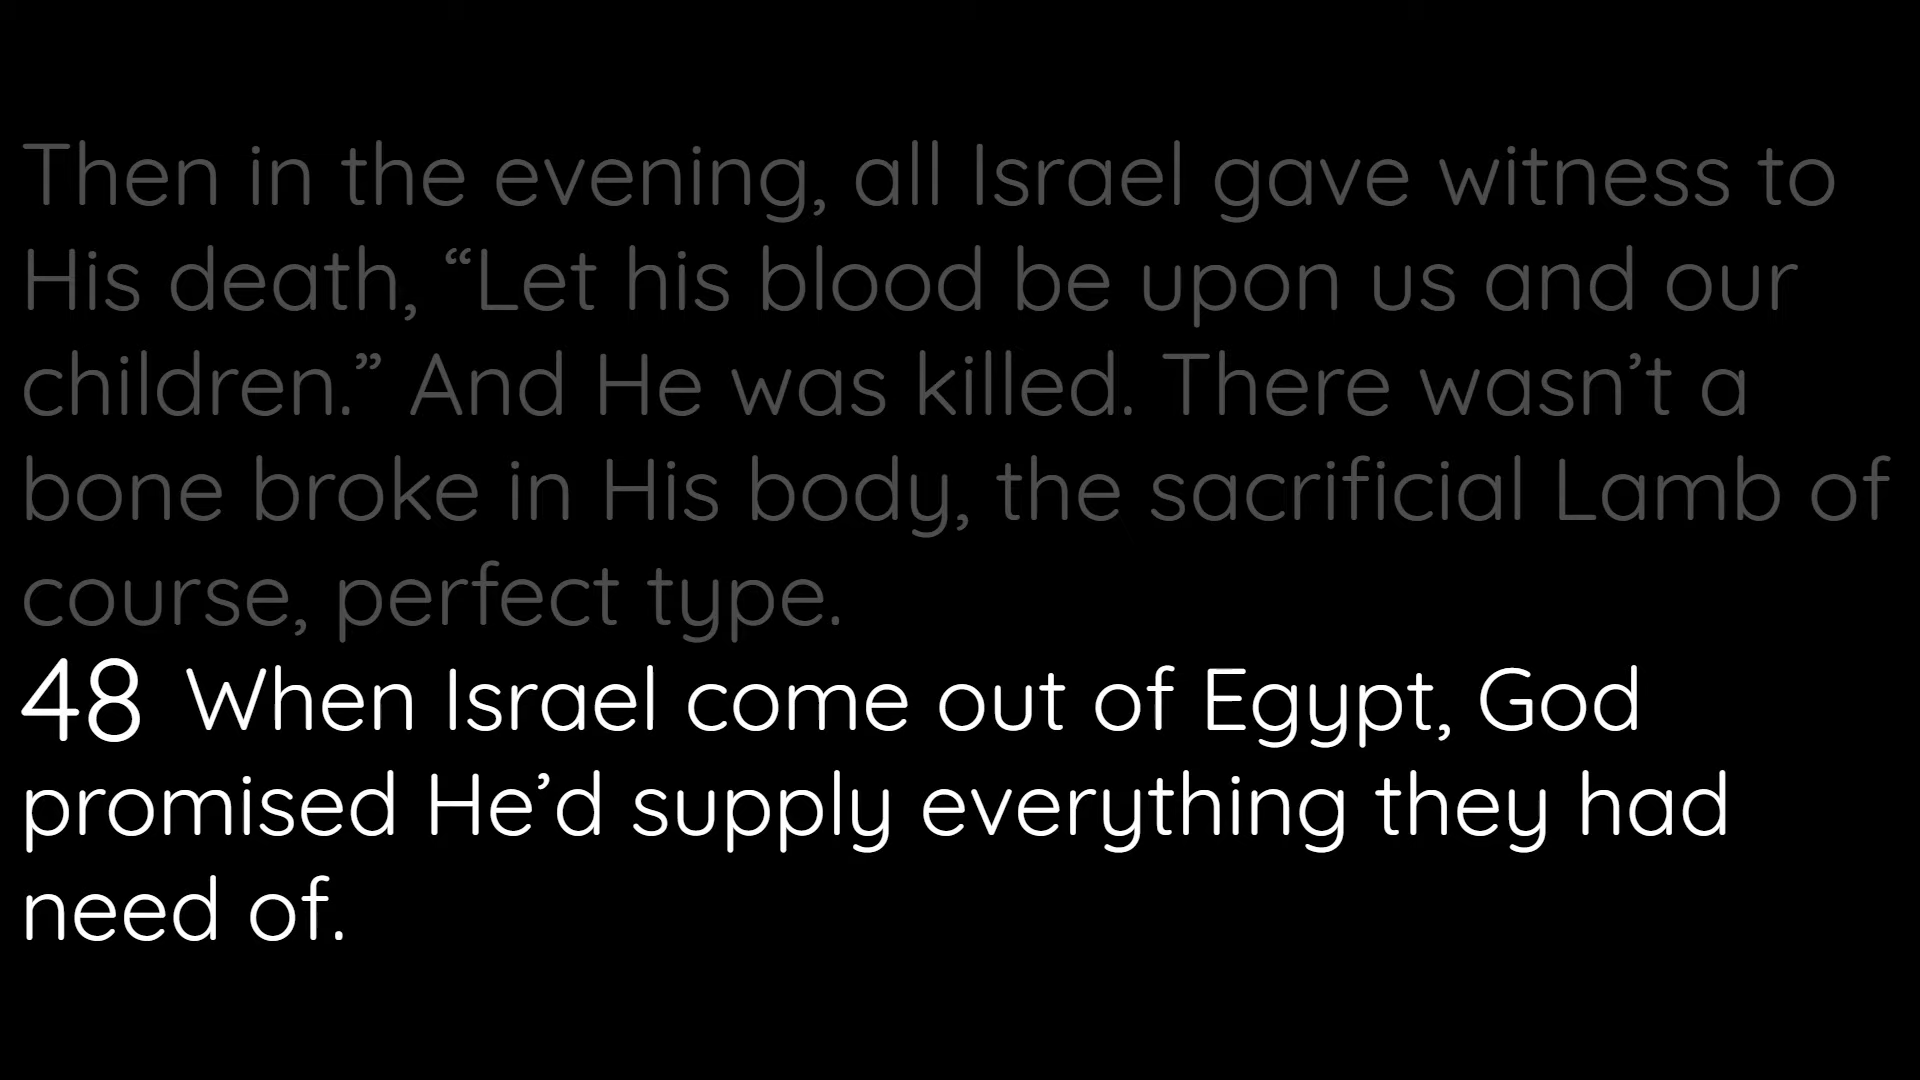 Then in the evening, all Israel gave witness to
His death, “Let his blood be upon us and our
children.” And He was killed. There wasn’t a
bone broke in His body, the sacrificial Lamb of
course, perfect type.
48 When Israel come out of Egypt, God
promised He’d supply everything they had
need of.